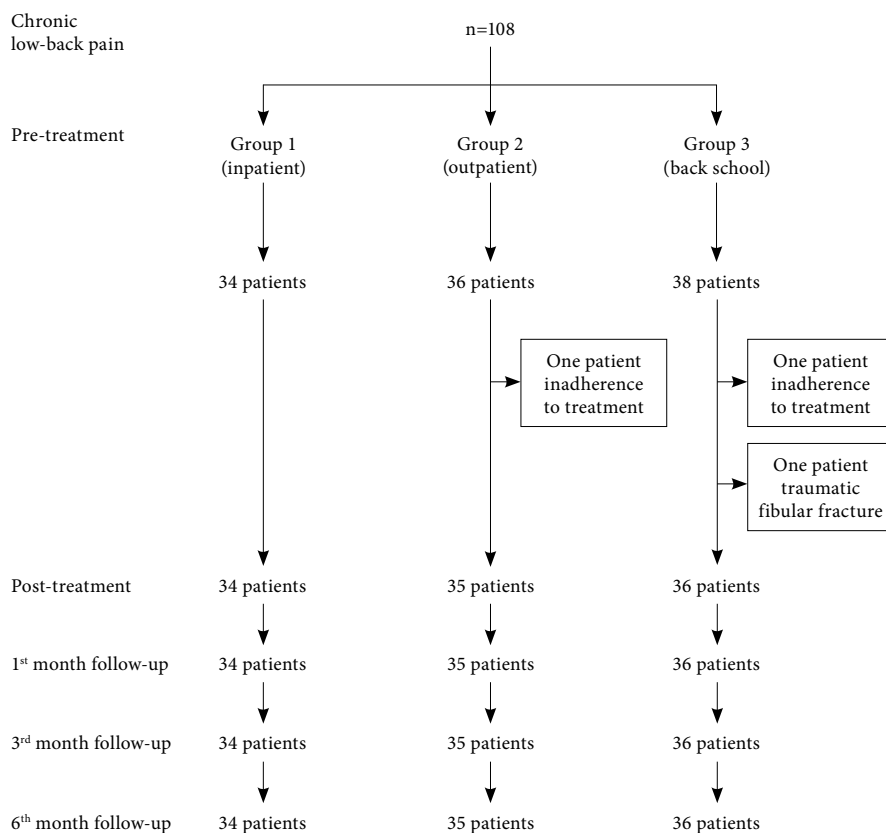 Chronic
low-back pain
n=108
Pre-treatment
Group 1
(inpatient)
Group 2
(outpatient)
Group 3
(back school)
34 patients
36 patients
38 patients
One patient
inadherence
to treatment
One patient
inadherence
to treatment
One patient
traumatic
fibular fracture
Post-treatment
34 patients
35 patients
36 patients
1st month follow-up
34 patients
35 patients
36 patients
3rd month follow-up
34 patients
35 patients
36 patients
6th month follow-up
34 patients
35 patients
36 patients